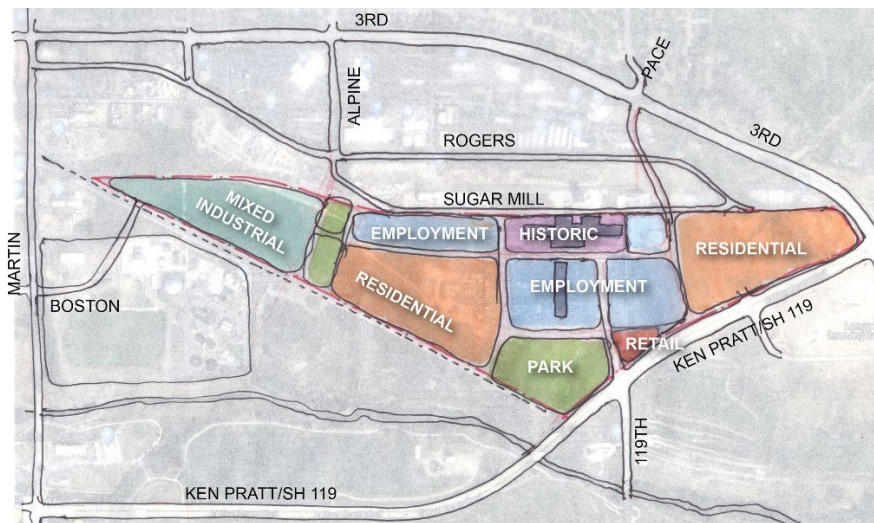 3RD
PACE
ALPINE
3RD
ROGERS
SUGAR MILL
MIXED
INDUSTRIAL
EMPLOYMENT
HISTORIC
RESIDENTIAL
MARTIN
RESIDENTIAL
EMPLOYMENT
BOSTON
RETAIL
KEN PRATT/SH 119
PARK
119TH
KEN PRATT/SH 119